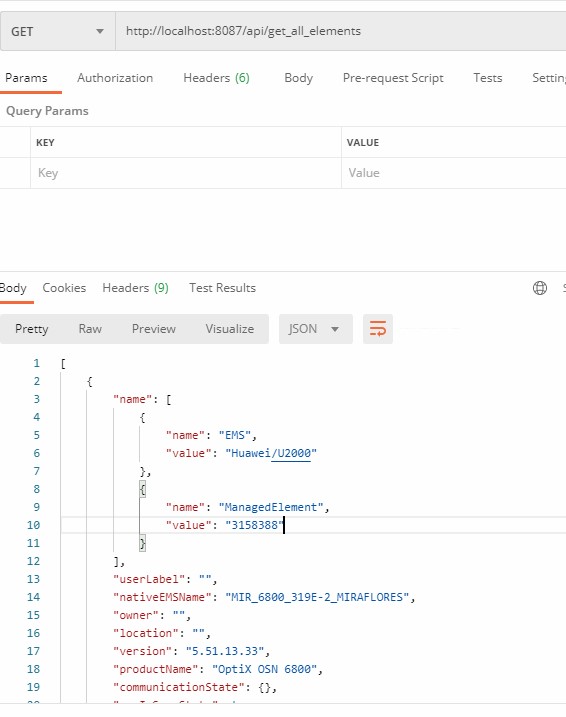 GET http://localhost:8087/api/get_all_elements
Params Authorization Headers (6) Body Pre-request Script Tests
Query Params
KEY VALUE
Key Value
Body Cookies Headers (9) Test Results
Pretty Raw Preview Visualize JSON
1 [
2 {
3 "name": [
4 {
5 "name": "EMS",
6 "value": "Huawei/U2000"
7 },
8 {
9 "name": "ManagedElement",
10 "value": "3158388"
11 }
12 ],
13 "userLabel": "",
14 "nativeEMSName": "MIR_6800_319E-2_MIRAFLORES",
15 "owner": "",
16 "location": "",
17 "version": "5.51.13.33",
18 "productName": "OptiX OSN 6800",
19 "communicationState": {},